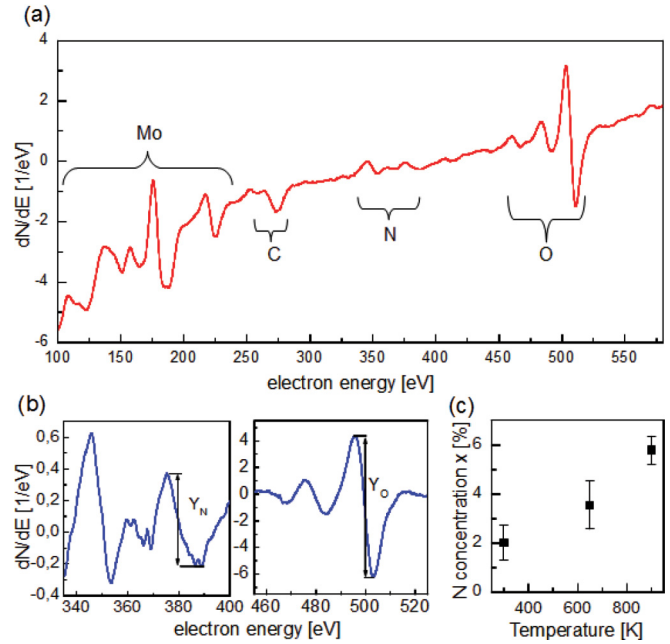 (a)
4
2
0
-2
-4
-6
dN/dE [1/eV]
Mo
C
N
O
100 150 200 250 300 350 400 450 500 550
electron energy [eV]
(b)
0,6
0,4
0,2
0,0
-0,2
-0,4
dN/dE [1/eV]
Y_N
340 360 380 400
4
2
0
-2
-4
-6
Y_O
460 480 500 520
electron energy [eV]
(c)
6
4
2
0
N concentration x [%]
400 600 800
Temperature [K]